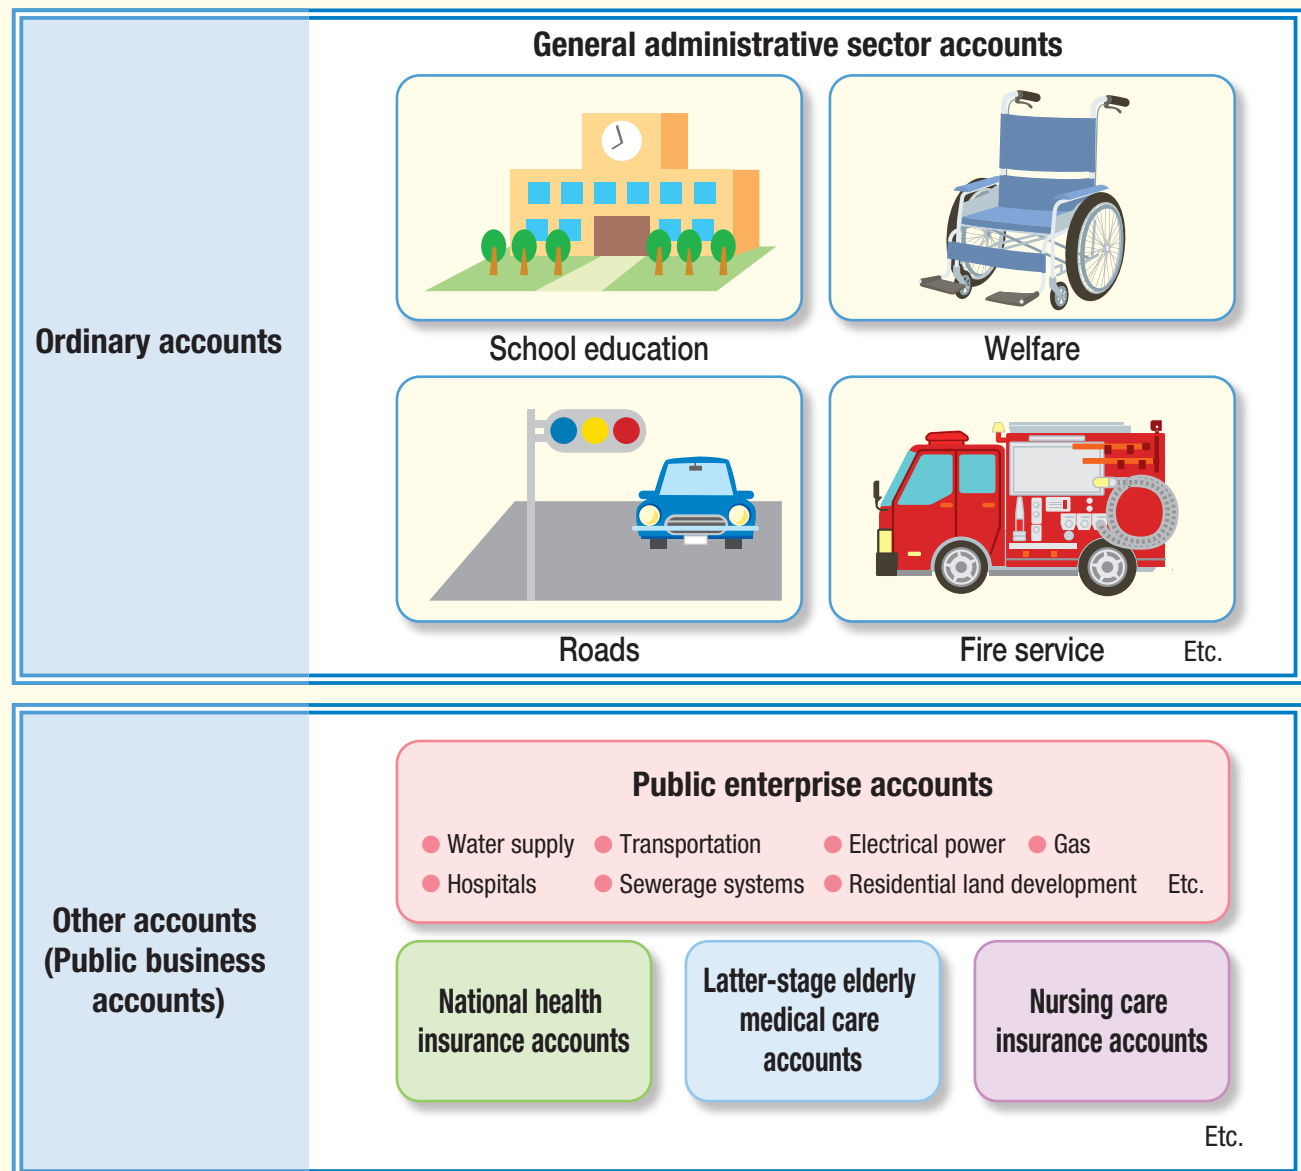 General administrative sector accounts
Ordinary accounts
School education
Welfare
Roads
Fire service
Etc.
Other accounts
(Public business
accounts)
Public enterprise accounts
● Water supply ● Transportation ● Electrical power ● Gas
● Hospitals ● Sewerage systems ● Residential land development Etc.
National health
insurance accounts
Latter-stage elderly
medical care
accounts
Nursing care
insurance accounts
Etc.